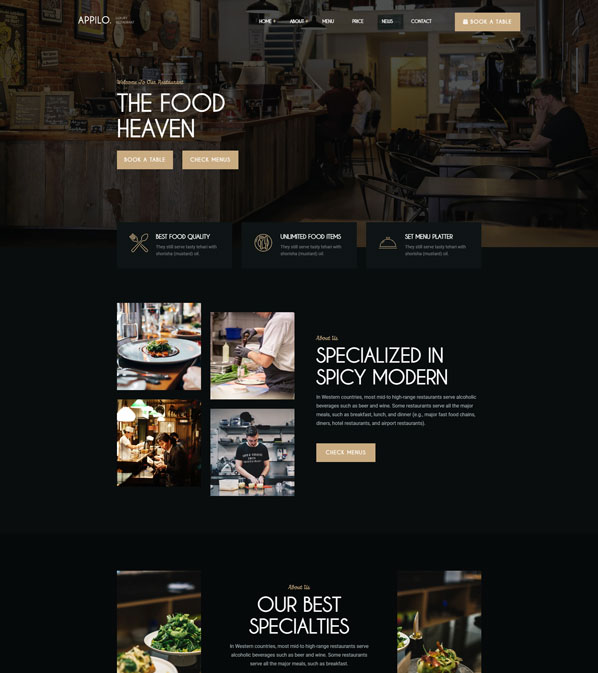 APPILO.
LUXURY
RESTAURANT
HOME
ABOUT
MENU
PRICE
NEWS
CONTACT
BOOK A TABLE
Welcome To Our Restaurant
THE FOOD
HEAVEN
BOOK A TABLE
CHECK MENUS
BEST FOOD QUALITY
They still serve tasty tehari with
shorisha (mustard) oil.
UNLIMITED FOOD ITEMS
They still serve tasty tehari with
shorisha (mustard) oil.
SET MENU PLATTER
They still serve tasty tehari with
shorisha (mustard) oil.
About Us
SPECIALIZED IN
SPICY MODERN
In Western countries, most mid to high-range restaurants serve alcoholic
beverages such as beer and wine. Some restaurants serve all the major
meals, such as breakfast, lunch, and dinner (e.g., major fast food chains,
diners, hotel restaurants, and airport restaurants).
CHECK MENUS
About Us
OUR BEST
SPECIALTIES
In Western countries, most mid to high-range restaurants serve
alcoholic beverages such as beer and wine. Some restaurants
serve all the major meals, such as breakfast.